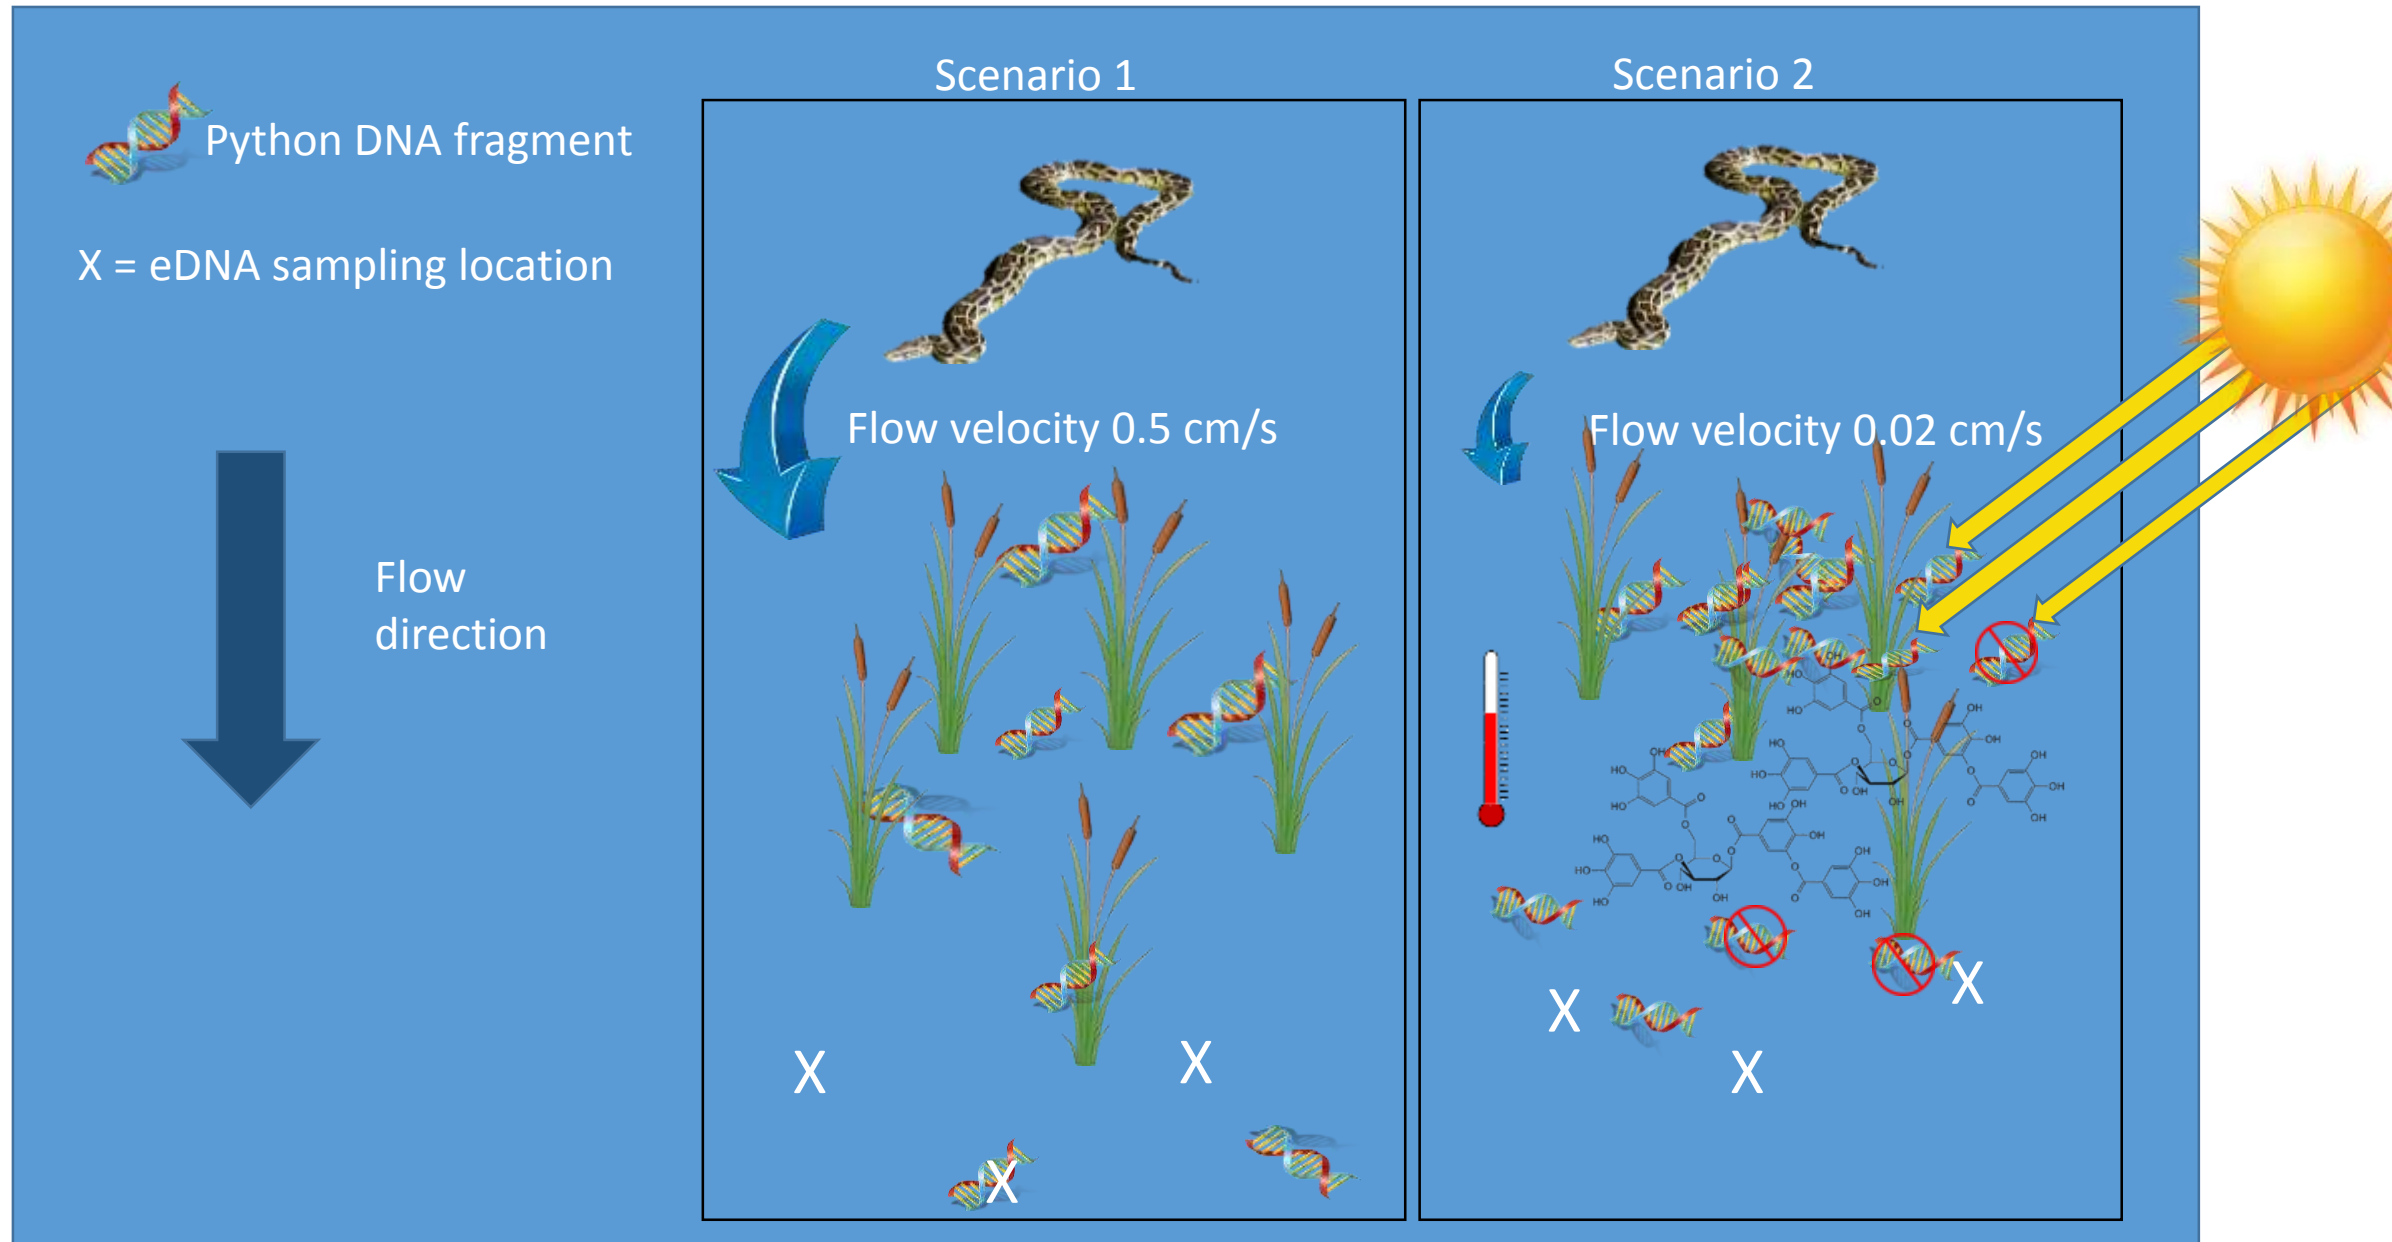 Scenario 1
Scenario 2
Python DNA fragment
X = eDNA sampling location
Flow velocity 0.5 cm/s
Flow velocity 0.02 cm/s
Flow
direction
X
X
X
X
X
X